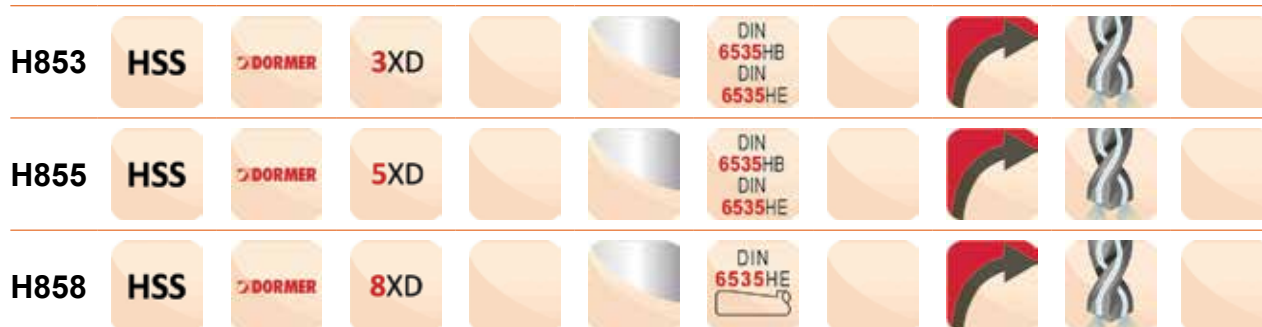 H853 HSS DORMER 3XD DIN
6535HB
DIN
6535HE
H855 HSS DORMER 5XD DIN
6535HB
DIN
6535HE
H858 HSS DORMER 8XD DIN
6535HE